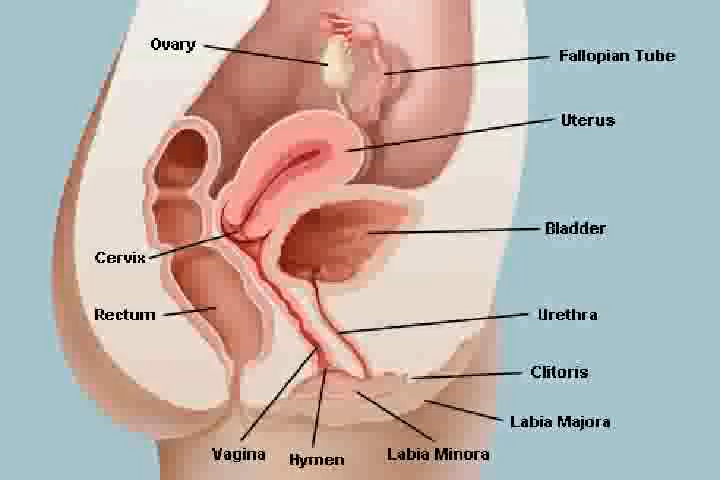 Ovary
Fallopian Tube
Uterus
Bladder
Cervix
Rectum
Urethra
Clitoris
Labia Majora
Vagina
Hymen
Labia Minora